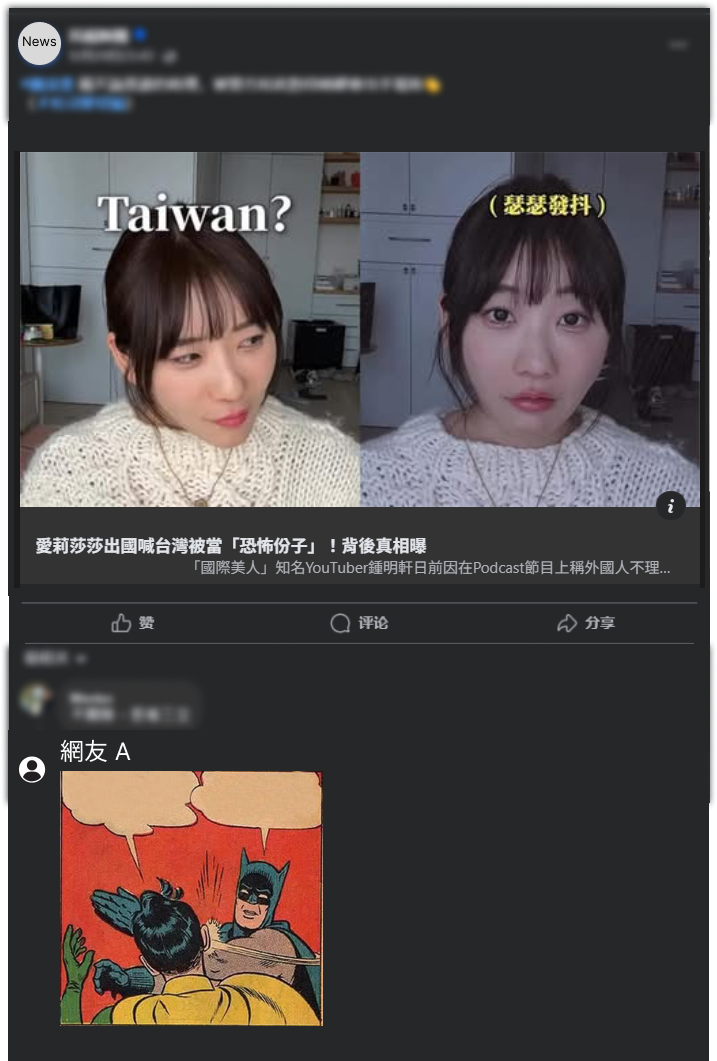 News
Taiwan?
（瑟瑟發抖）
愛莉莎莎出國喊台灣被當「恐怖份子」！背後真相曝
「國際美人」知名YouTuber鍾明軒日前因在Podcast節目上稱外國人不理...
赞
评论
分享
網友 A